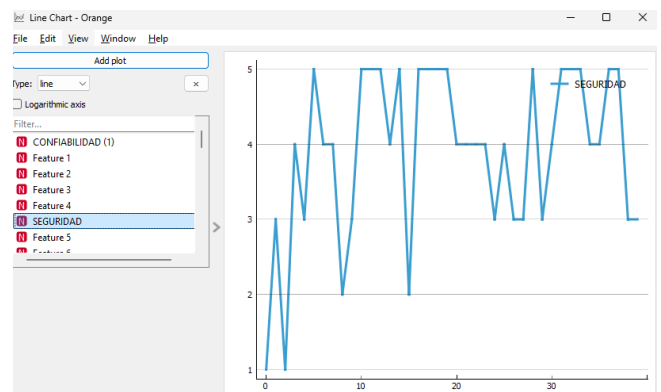 Line Chart - Orange
File Edit View Window Help
Add plot
Type: line
Logarithmic axis
Filter...
N CONFIABILIDAD (1)
N Feature 1
N Feature 2
N Feature 3
N Feature 4
N SEGURIDAD
N Feature 5
5
4
3
2
1
0 10 20 30
SEGURIDAD